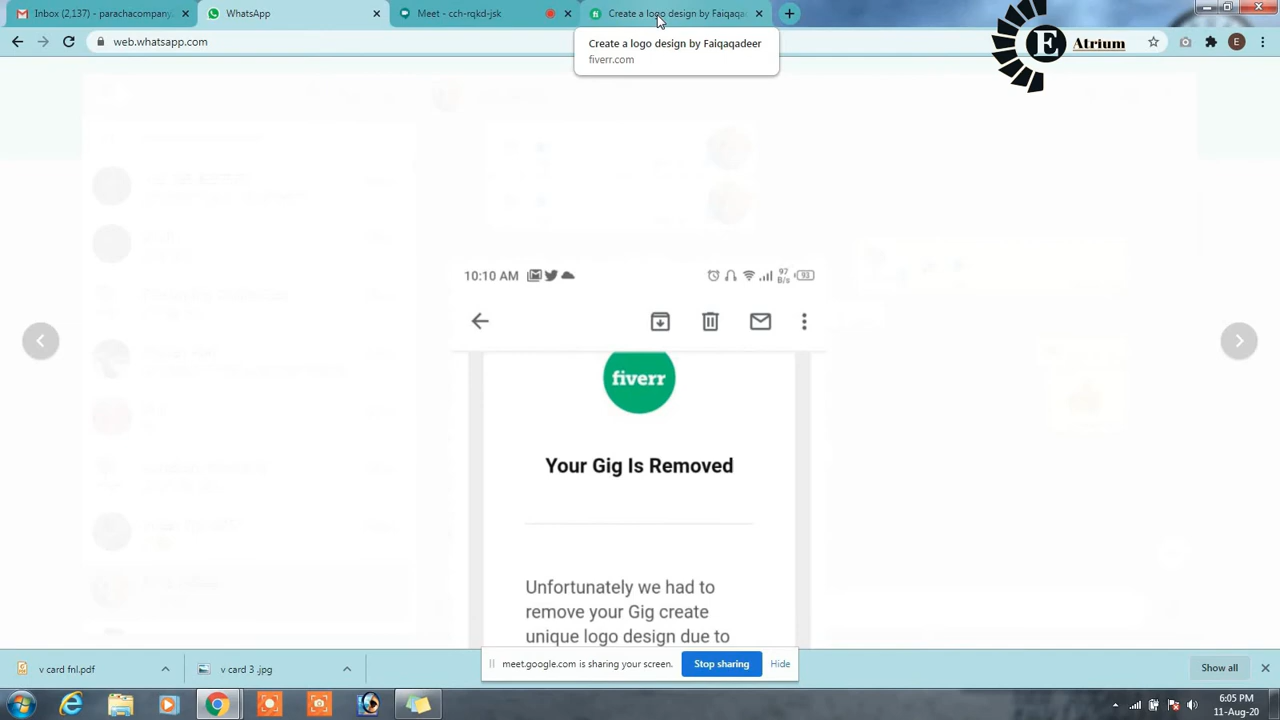 Inbox (2,137) - parachacompany
WhatsApp
Meet - cch-rqkd-jsk
Create a logo design by Faiqaqad
web.whatsapp.com
Create a logo design by Faiqaqadeer
fiverr.com
E
Atrium
E
10:10 AM
97
B/s
93
fiverr
Your Gig Is Removed
Unfortunately we had to
remove your Gig create
unique logo design due to
meet.google.com is sharing your screen.
Stop sharing
Hide
v card fnl.pdf
v card 3 .jpg
Show all
6:05 PM
11-Aug-20